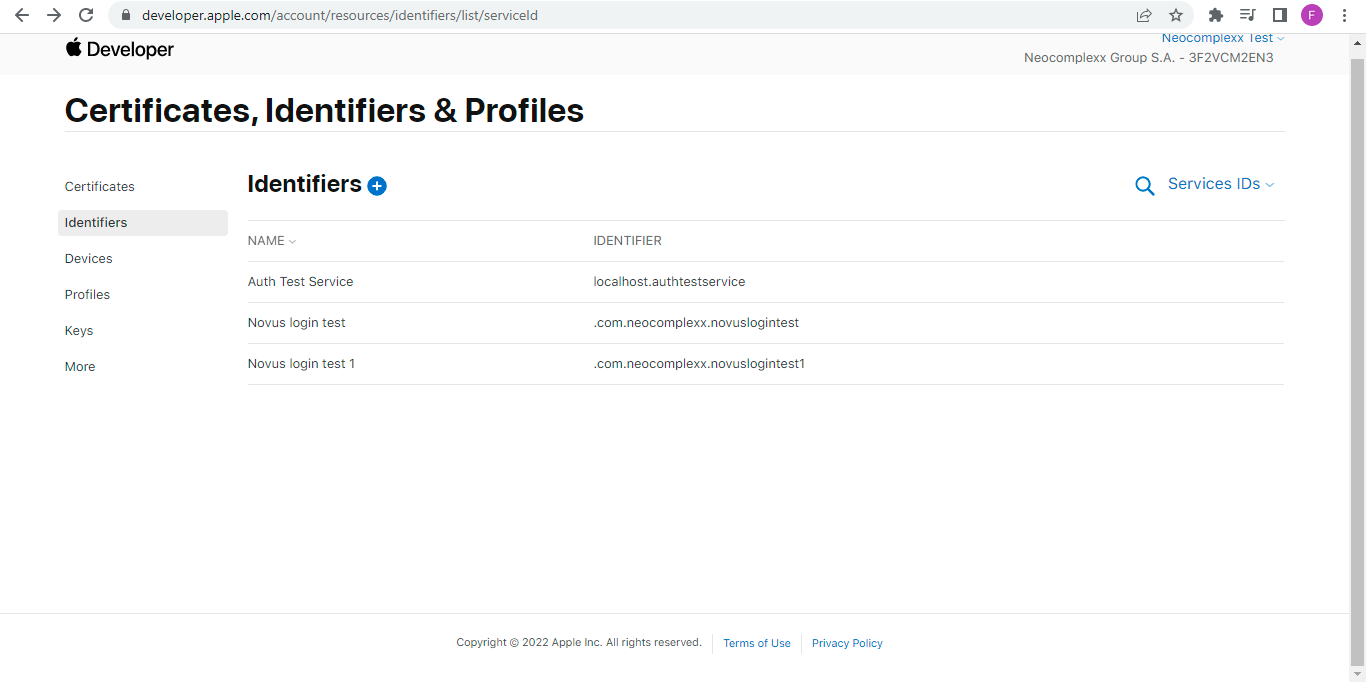 developer.apple.com/account/resources/identifiers/list/serviceId
F
Developer
Neocomplexx Test
Neocomplexx Group S.A. - 3F2VCM2EN3
Certificates, Identifiers & Profiles
Certificates
Identifiers
Devices
Profiles
Keys
More
Identifiers
Services IDs
NAME IDENTIFIER
Auth Test Service localhost.authtestservice
Novus login test .com.neocomplexx.novuslogintest
Novus login test 1 .com.neocomplexx.novuslogintest1
Copyright © 2022 Apple Inc. All rights reserved. Terms of Use Privacy Policy